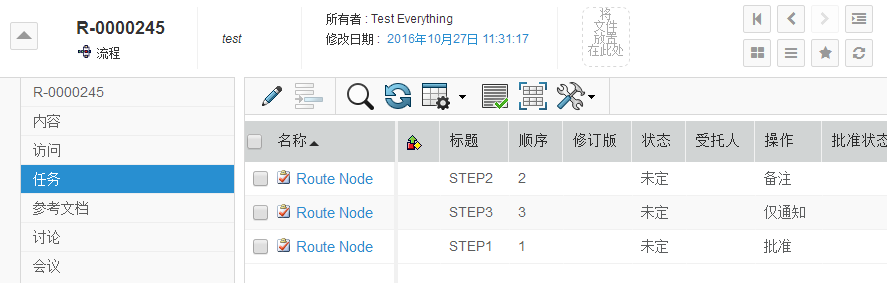 R-0000245
流程
test
所有者 : Test Everything
修改日期 : 2016年10月27日 11:31:17
将
文件
放置
在此处
R-0000245
内容
访问
任务
参考文档
讨论
会议
名称 标题 顺序 修订版 状态 受托人 操作 批准状态
Route Node STEP2 2 未定 备注
Route Node STEP3 3 未定 仅通知
Route Node STEP1 1 未定 批准